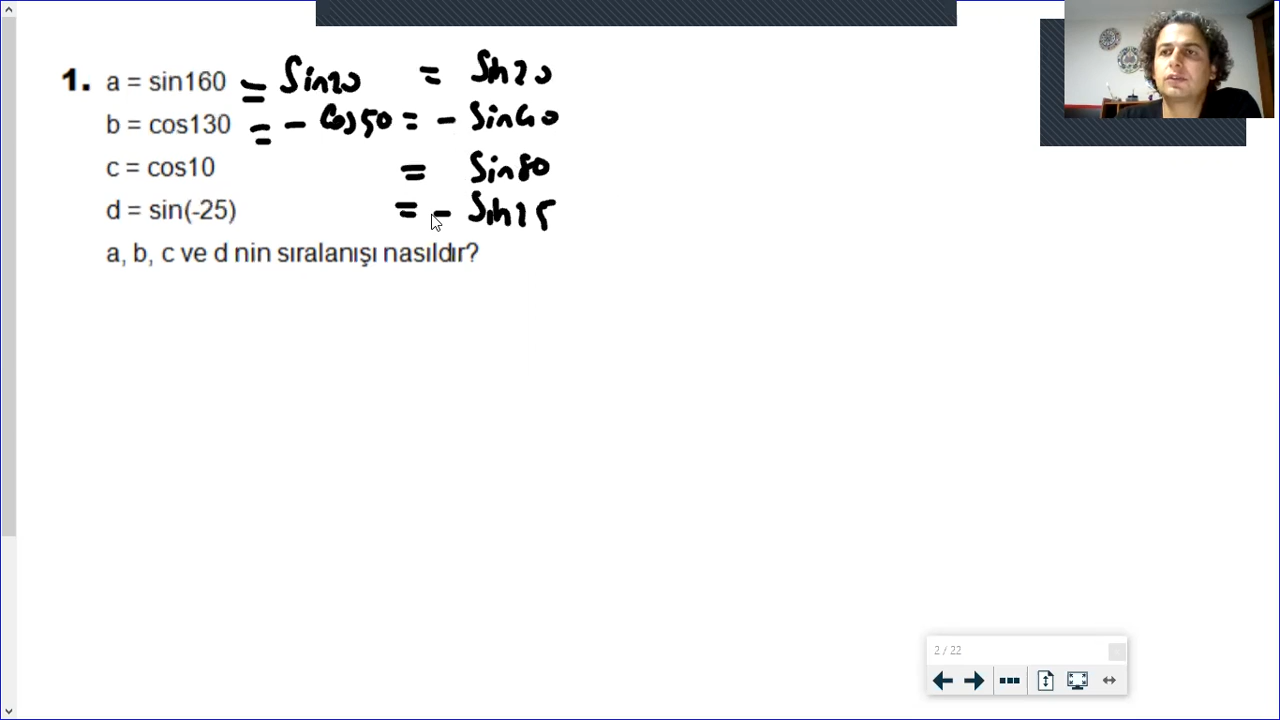 1. a = sin160 = Sin20 = Sin20
b = cos130 = - Cos50 = - Sin40
c = cos10 = Sin80
d = sin(-25) = - Sin25
a, b, c ve d nin sıralanışı nasıldır?
2 / 22